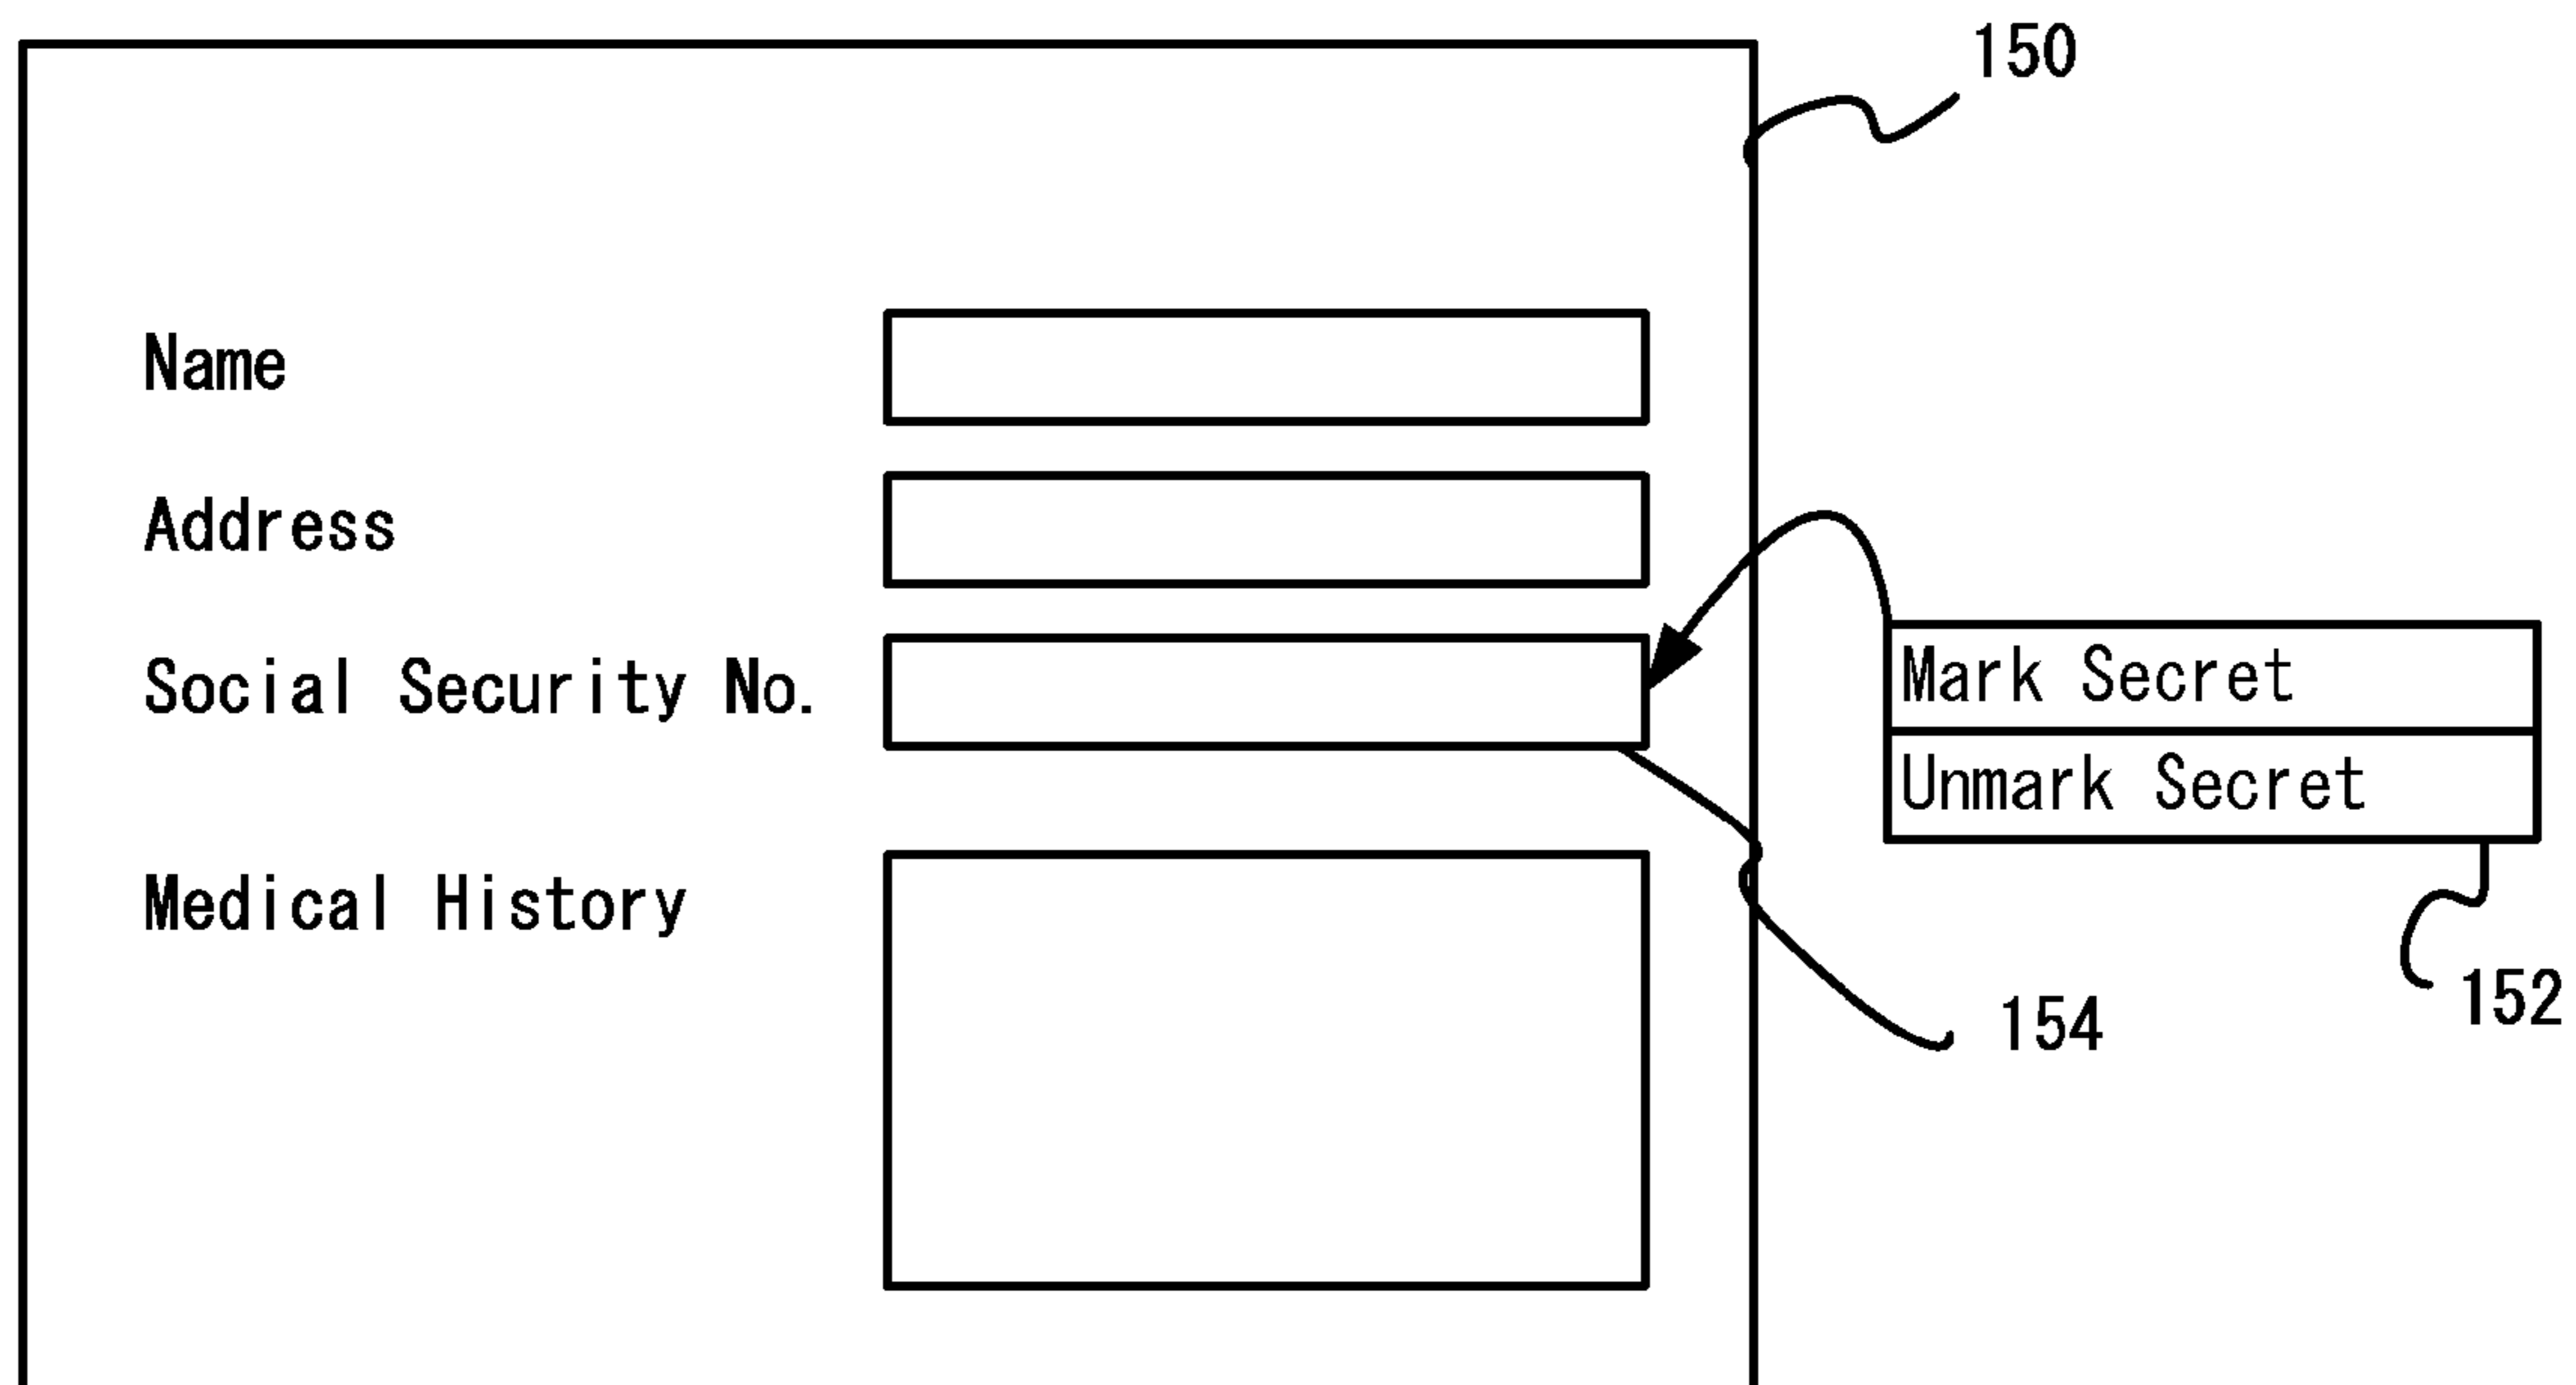 150
Name
Address
Social Security No.
Mark Secret
Unmark Secret
Medical History
152
154